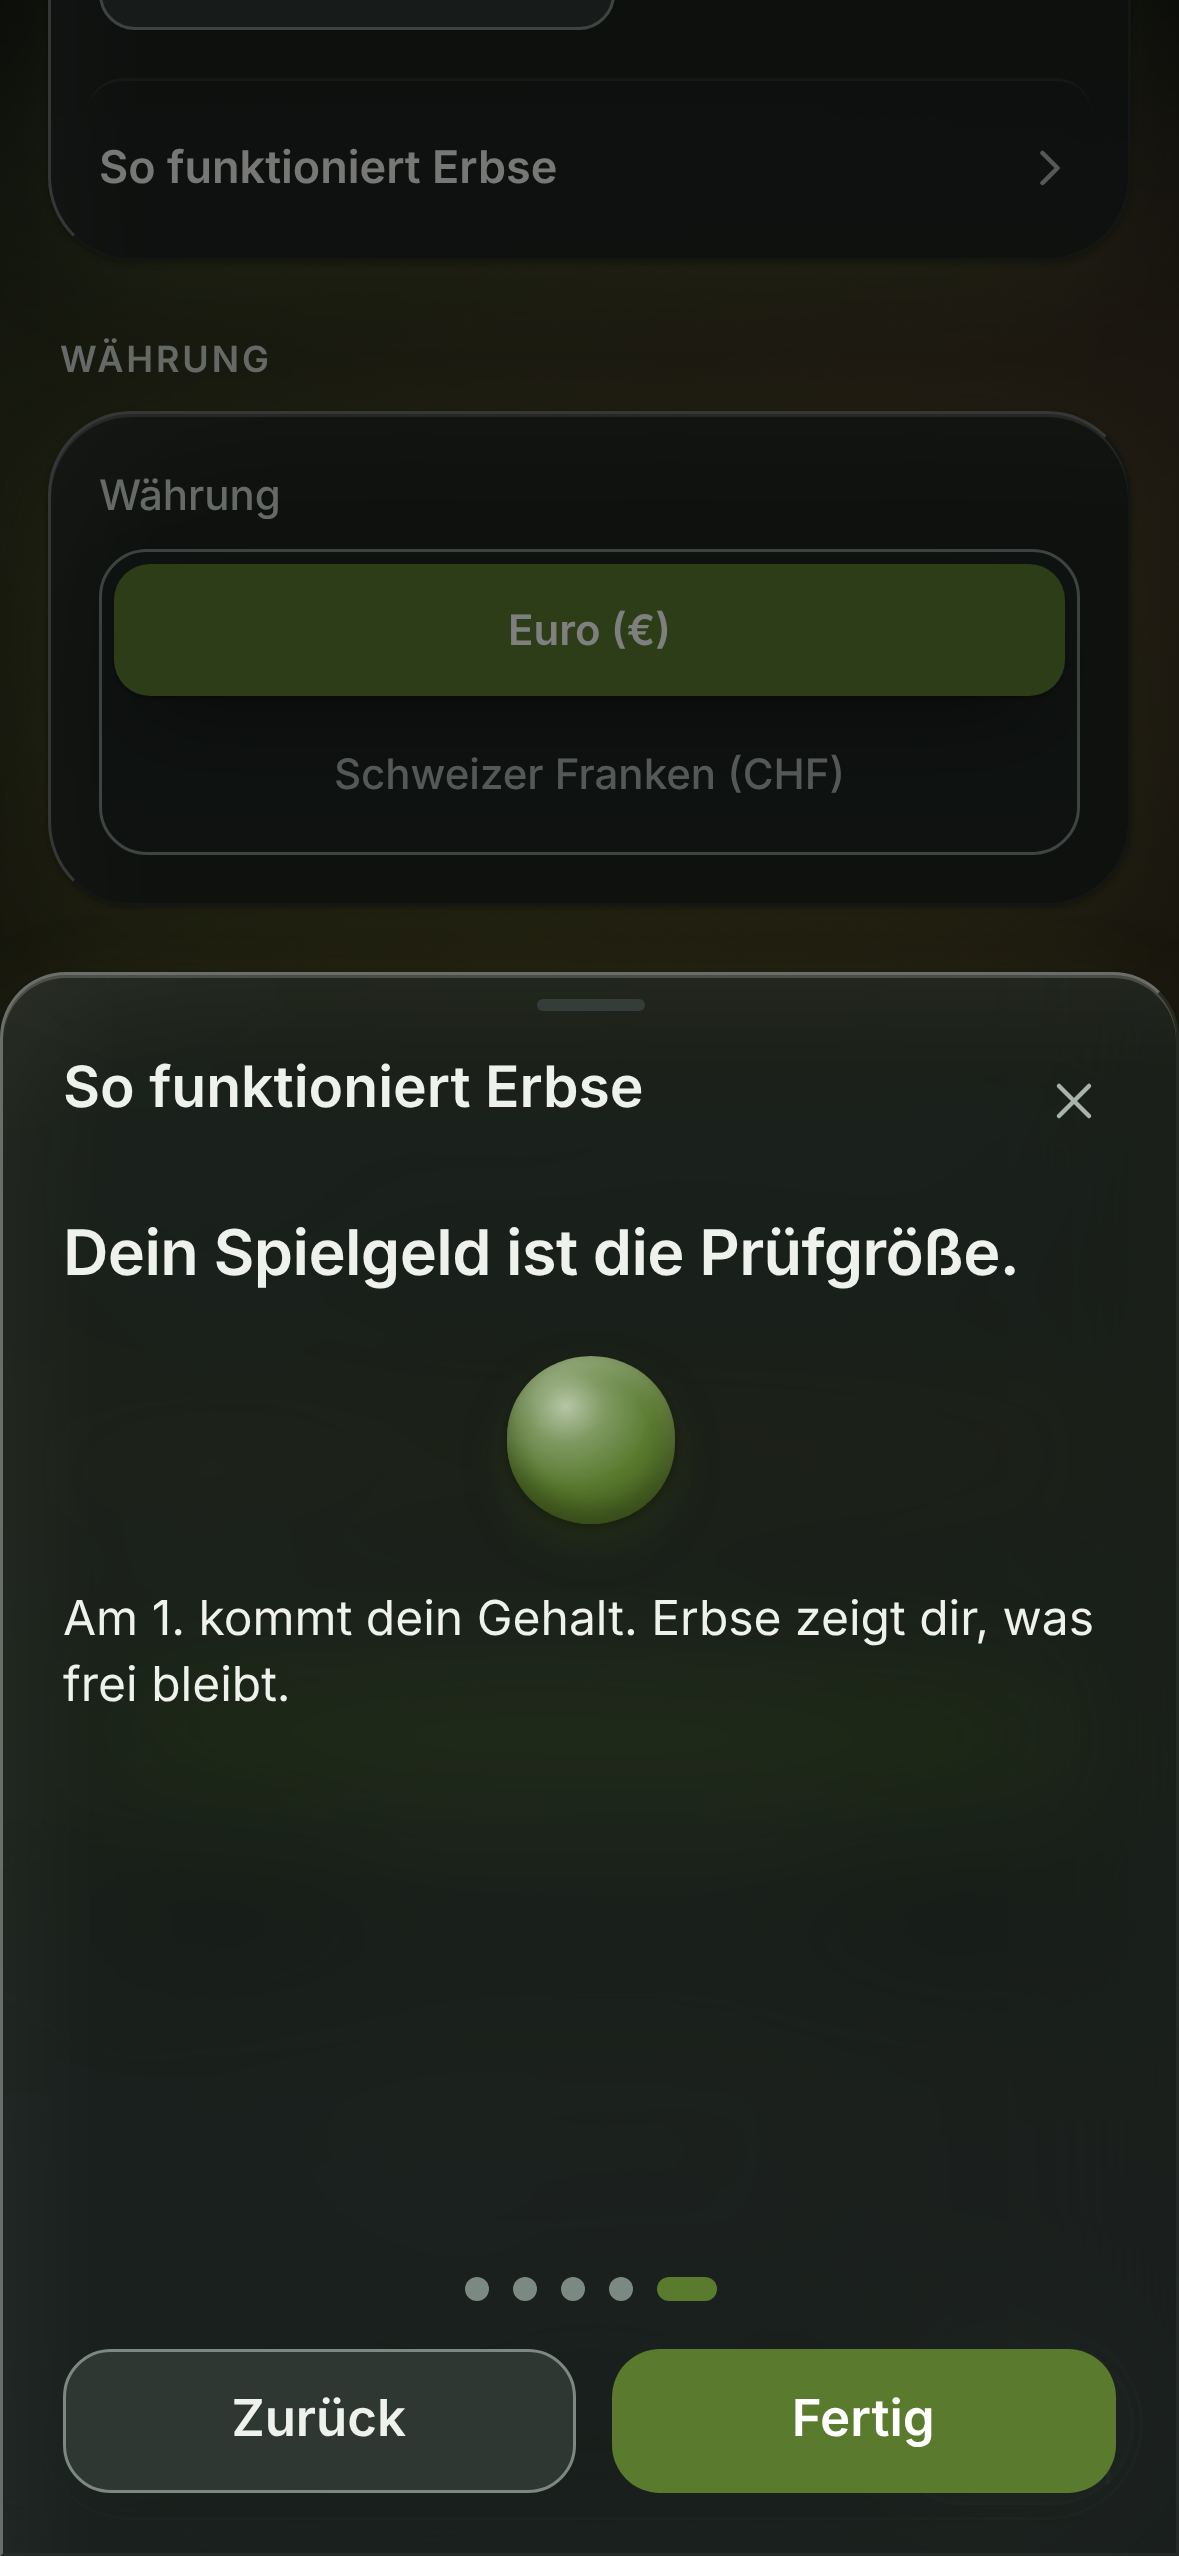 So funktioniert Erbse
WÄHRUNG
Währung
Euro (€)
Schweizer Franken (CHF)
So funktioniert Erbse
Dein Spielgeld ist die Prüfgröße.
Am 1. kommt dein Gehalt. Erbse zeigt dir, was
frei bleibt.
Zurück
Fertig